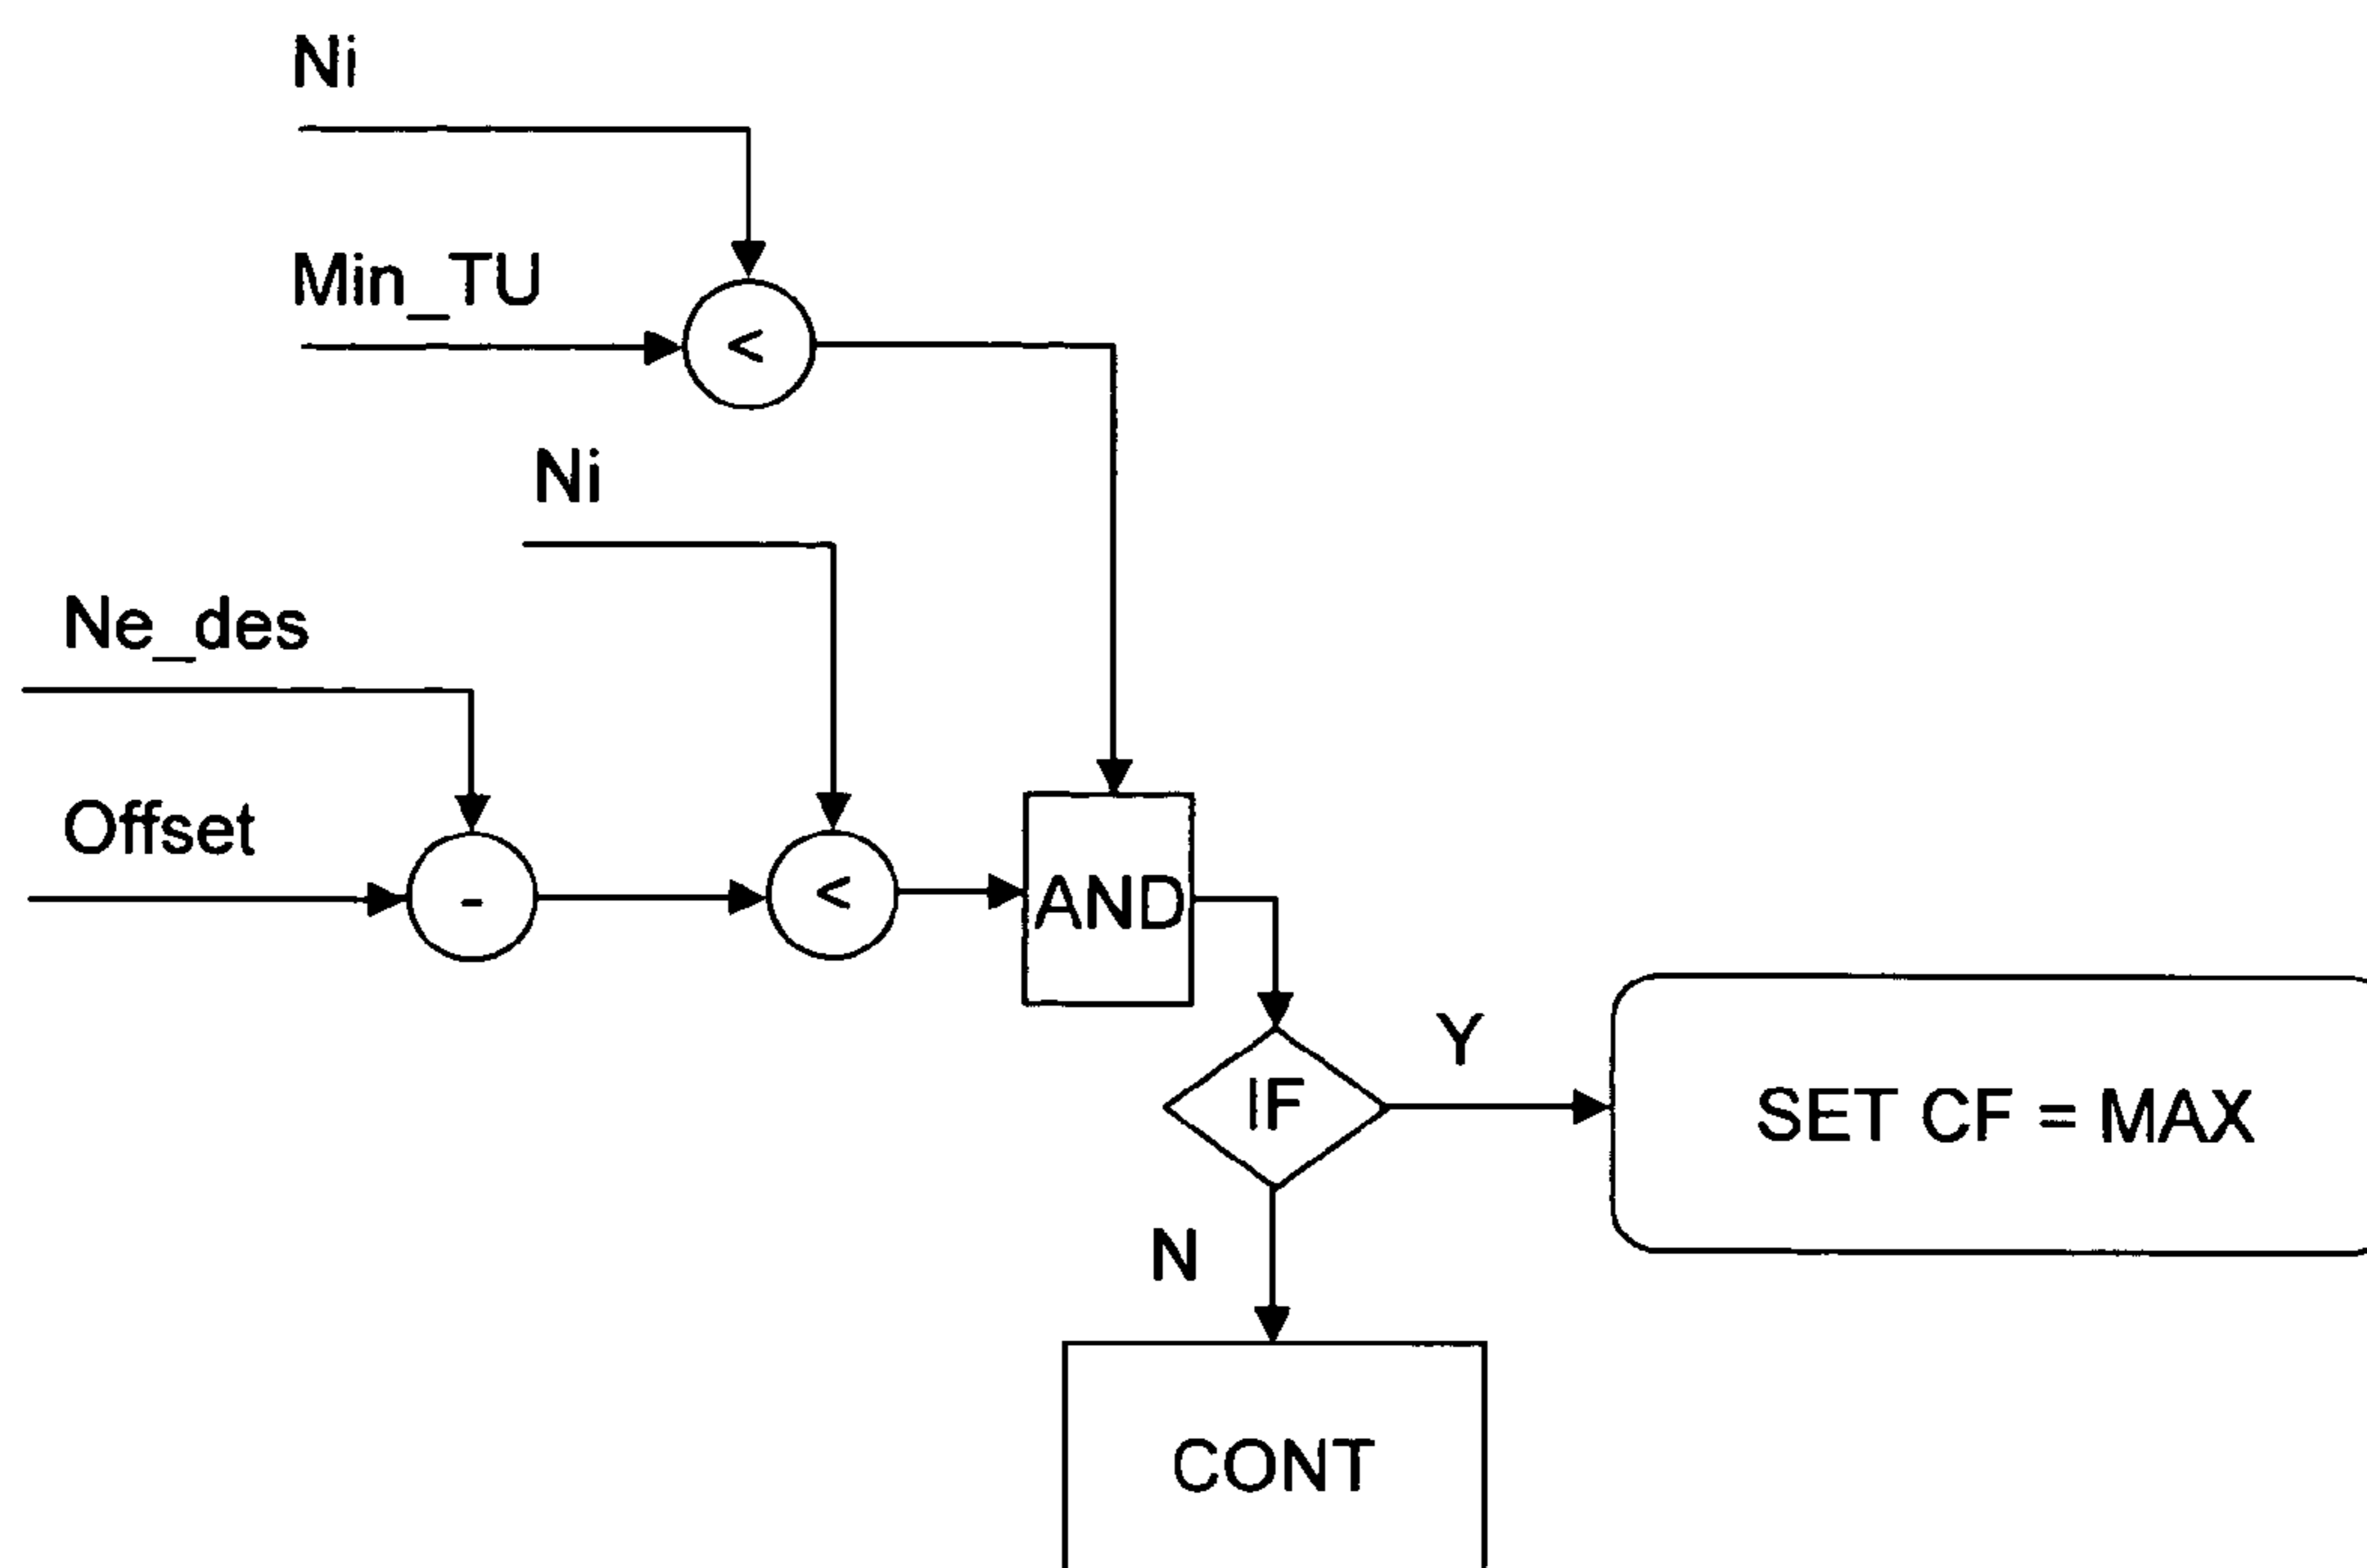 Ni
Min_TU
<
Ni
Ne_des
Offset
-
<
AND
Y
IF
SET CF = MAX
N
CONT